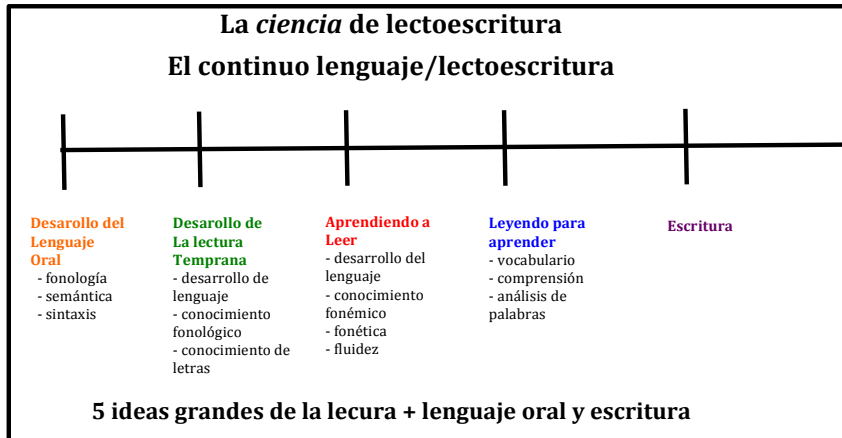 La ciencia de lectoescritura
El continuo lenguaje/lectoescritura
Desarollo del
Lenguaje
Oral
- fonología
- semántica
- sintaxis
Desarollo de
La lectura
Temprana
- desarrollo de
lenguaje
- conocimiento
fonológico
- conocimiento de
letras
Aprendiendo a
Leer
- desarrollo del
lenguaje
- conocimiento
fonémico
- fonética
- fluidez
Leyendo para
aprender
- vocabulario
- comprensión
- análisis de
palabras
Escritura
5 ideas grandes de la lecura + lenguaje oral y escritura